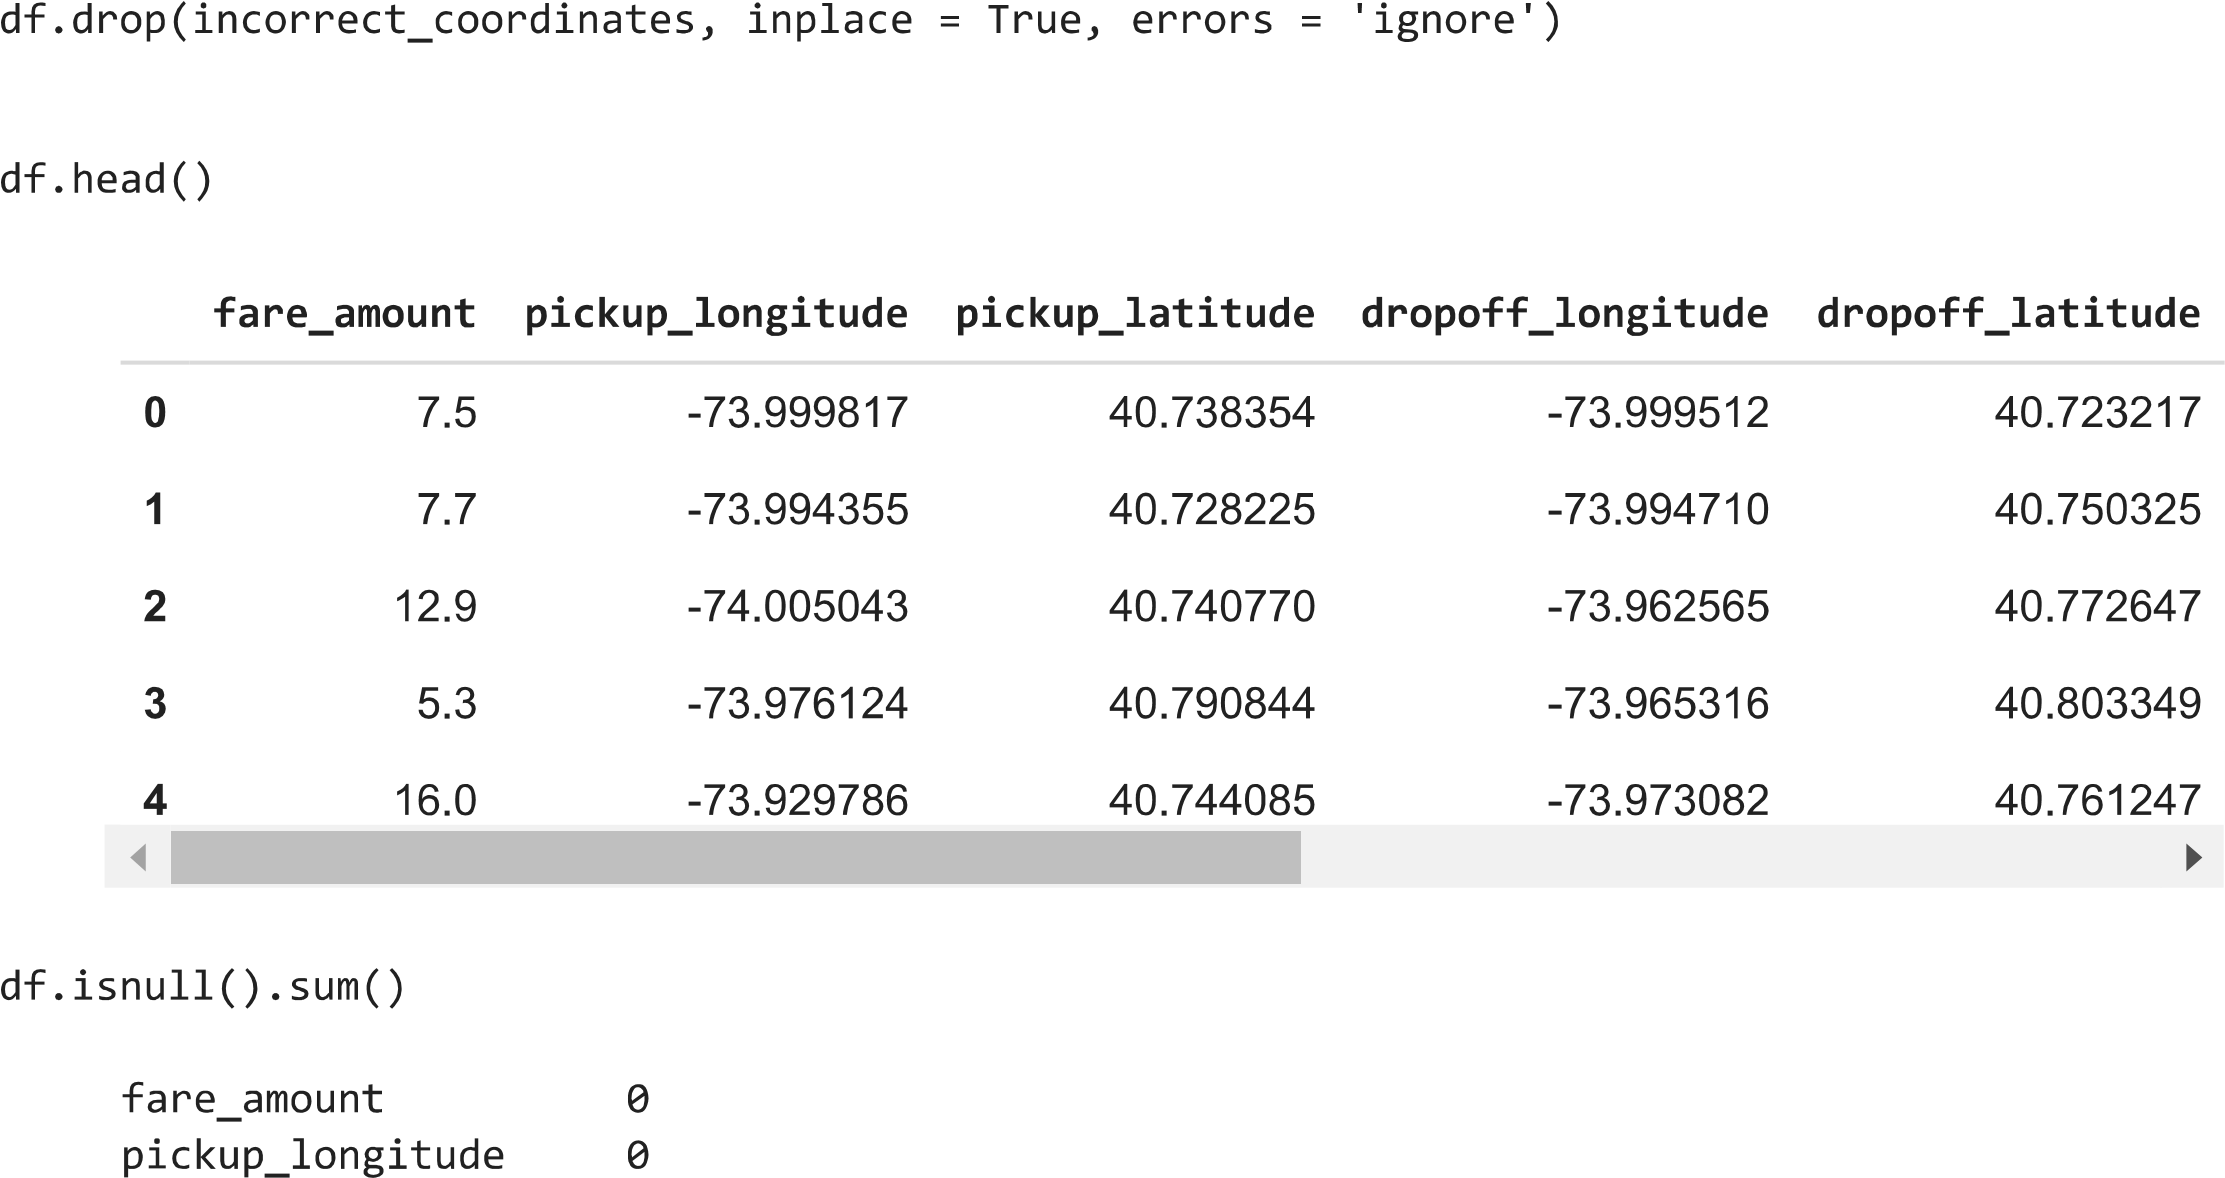 df.drop(incorrect_coordinates, inplace = True, errors = 'ignore')
df.head()
fare_amount pickup_longitude pickup_latitude dropoff_longitude dropoff_latitude
0 7.5 -73.999817 40.738354 -73.999512 40.723217
1 7.7 -73.994355 40.728225 -73.994710 40.750325
2 12.9 -74.005043 40.740770 -73.962565 40.772647
3 5.3 -73.976124 40.790844 -73.965316 40.803349
4 16.0 -73.929786 40.744085 -73.973082 40.761247
df.isnull().sum()
fare_amount 0
pickup_longitude 0